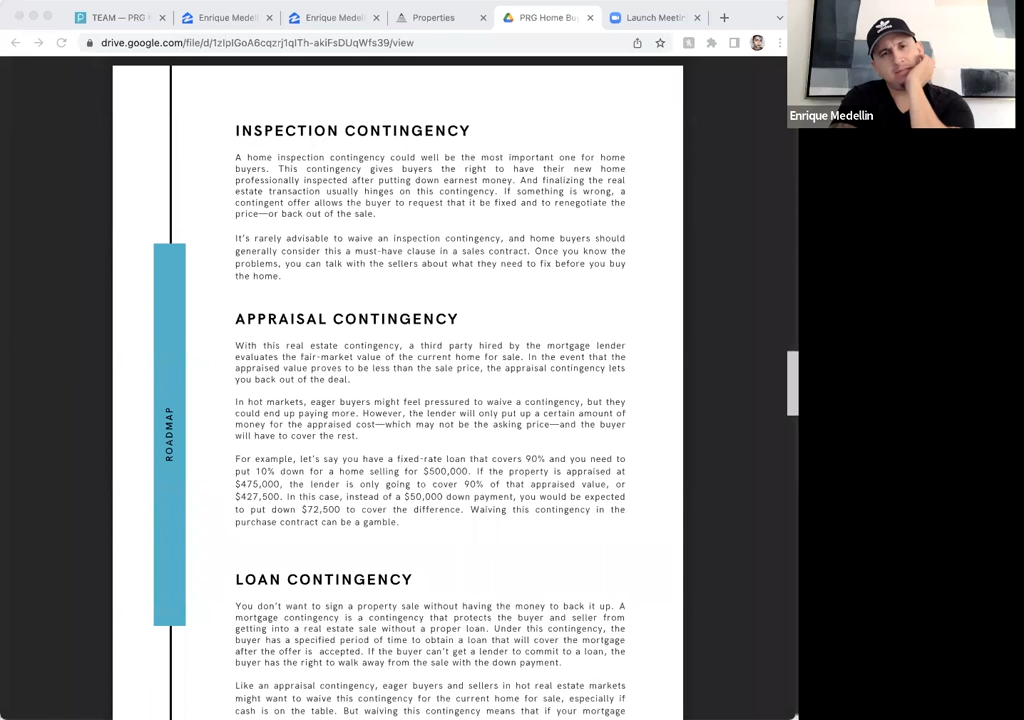 TEAM — PRG
Enrique Medel
Enrique Medel
Properties
PRG Home Bu
Launch Meetin
drive.google.com/file/d/1zIpIGoA6cqzrj1qITh-akiFsDUqWfs39/view
Enrique Medellin
ROADMAP
INSPECTION CONTINGENCY
A home inspection contingency could well be the most important one for home
buyers. This contingency gives buyers the right to have their new home
professionally inspected after putting down earnest money. And finalizing the real
estate transaction usually hinges on this contingency. If something is wrong, a
contingent offer allows the buyer to request that it be fixed and to renegotiate the
price—or back out of the sale.
It's rarely advisable to waive an inspection contingency, and home buyers should
generally consider this a must-have clause in a sales contract. Once you know the
problems, you can talk with the sellers about what they need to fix before you buy
the home.
APPRAISAL CONTINGENCY
With this real estate contingency, a third party hired by the mortgage lender
evaluates the fair-market value of the current home for sale. In the event that the
appraised value proves to be less than the sale price, the appraisal contingency lets
you back out of the deal.
In hot markets, eager buyers might feel pressured to waive a contingency, but they
could end up paying more. However, the lender will only put up a certain amount of
money for the appraised cost—which may not be the asking price—and the buyer
will have to cover the rest.
For example, let's say you have a fixed-rate loan that covers 90% and you need to
put 10% down for a home selling for $500,000. If the property is appraised at
$475,000, the lender is only going to cover 90% of that appraised value, or
$427,500. In this case, instead of a $50,000 down payment, you would be expected
to put down $72,500 to cover the difference. Waiving this contingency in the
purchase contract can be a gamble.
LOAN CONTINGENCY
You don't want to sign a property sale without having the money to back it up. A
mortgage contingency is a contingency that protects the buyer and seller from
getting into a real estate sale without a proper loan. Under this contingency, the
buyer has a specified period of time to obtain a loan that will cover the mortgage
after the offer is accepted. If the buyer can't get a lender to commit to a loan, the
buyer has the right to walk away from the sale with the down payment.
Like an appraisal contingency, eager buyers and sellers in hot real estate markets
might want to waive this contingency for the current home for sale, especially if
cash is on the table. But waiving this contingency means that if your mortgage